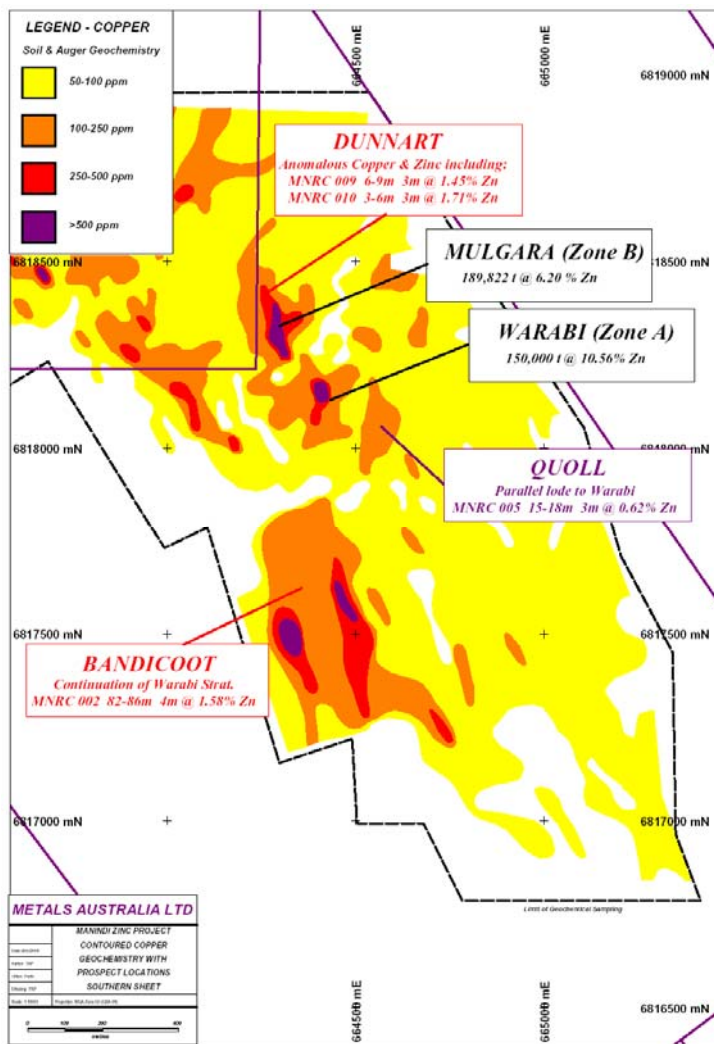 LEGEND - COPPER
Soil & Auger Geochemistry
50-100 ppm
100-250 ppm
250-500 ppm
>500 ppm
664500 mE
665000 mE
6819000 mN
DUNNART
Anomalous Copper & Zinc including:
MNRC 009 6-9m 3m @ 1.45% Zn
MNRC 010 3-6m 3m @ 1.71% Zn
6818500 mN
6818500 mN
MULGARA (Zone B)
189,822 t @ 6.20 % Zn
WARABI (Zone A)
150,000 t @ 10.56% Zn
6818000 mN
6818000 mN
QUOLL
Parallel lode to Warabi
MNRC 005 15-18m 3m @ 0.62% Zn
6817500 mN
6817500 mN
BANDICOOT
Continuation of Warabi Strat.
MNRC 002 82-86m 4m @ 1.58% Zn
6817000 mN
6817000 mN
Limit of Geochemical Sampling
METALS AUSTRALIA LTD
MANINDI ZINC PROJECT
CONTOURED COPPER
GEOCHEMISTRY WITH
PROSPECT LOCATIONS
SOUTHERN SHEET
664500 mE
665000 mE
6816500 mN